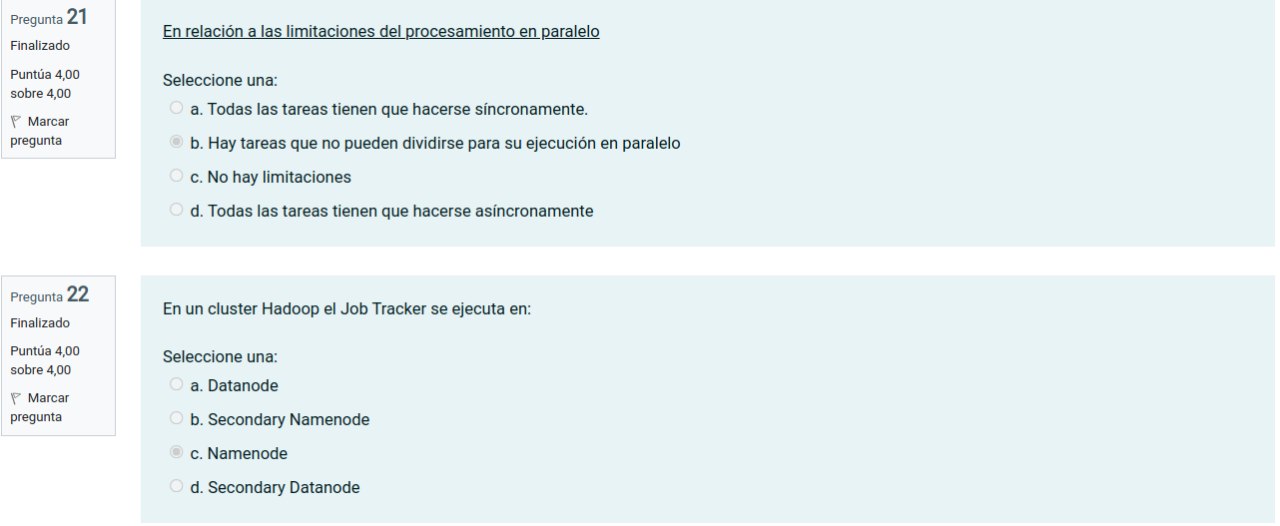 Pregunta 21
Finalizado
Puntúa 4,00
sobre 4,00
Marcar
pregunta
En relación a las limitaciones del procesamiento en paralelo
Seleccione una:
a. Todas las tareas tienen que hacerse síncronamente.
b. Hay tareas que no pueden dividirse para su ejecución en paralelo
c. No hay limitaciones
d. Todas las tareas tienen que hacerse asíncronamente
Pregunta 22
Finalizado
Puntúa 4,00
sobre 4,00
Marcar
pregunta
En un cluster Hadoop el Job Tracker se ejecuta en:
Seleccione una:
a. Datanode
b. Secondary Namenode
c. Namenode
d. Secondary Datanode